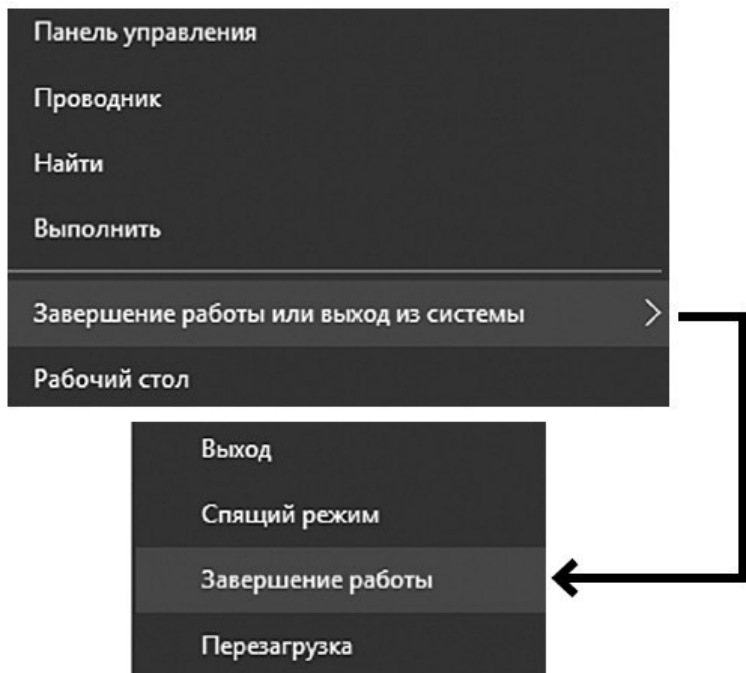 Панель управления
Проводник
Найти
Выполнить
Завершение работы или выход из системы
Рабочий стол
Выход
Спящий режим
Завершение работы
Перезагрузка